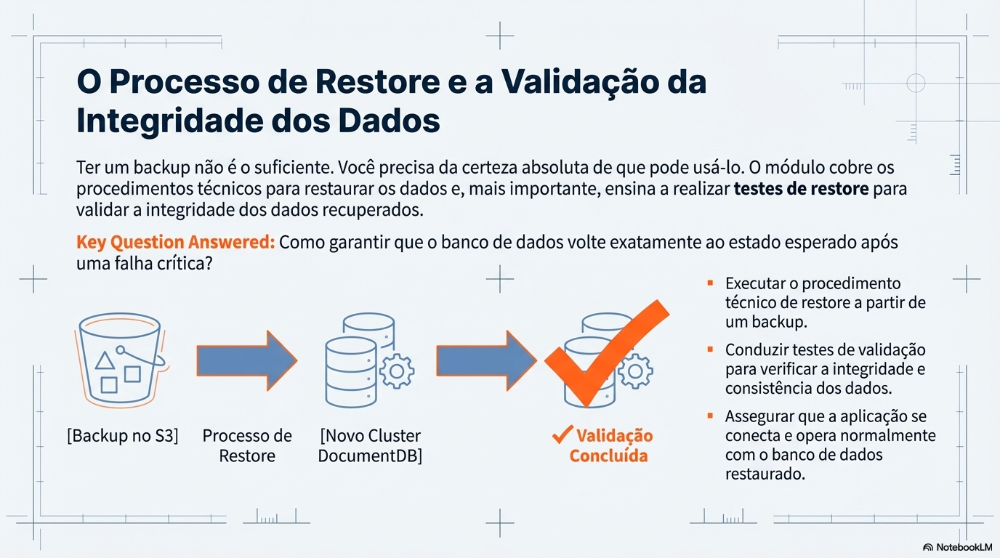 O Processo de Restore e a Validação da
Integridade dos Dados
Ter um backup não é o suficiente. Você precisa da certeza absoluta de que pode usá-lo. O módulo cobre os
procedimentos técnicos para restaurar os dados e, mais importante, ensina a realizar testes de restore para
validar a integridade dos dados recuperados.
Key Question Answered: Como garantir que o banco de dados volte exatamente ao estado esperado após
uma falha crítica?
[Backup no S3]
Processo de
Restore
[Novo Cluster
DocumentDB]
✓ Validação
Concluída
▪ Executar o procedimento
técnico de restore a partir de
um backup.
▪ Conduzir testes de validação
para verificar a integridade e
consistência dos dados.
▪ Assegurar que a aplicação se
conecta e opera normalmente
com o banco de dados
restaurado.
NotebookLM